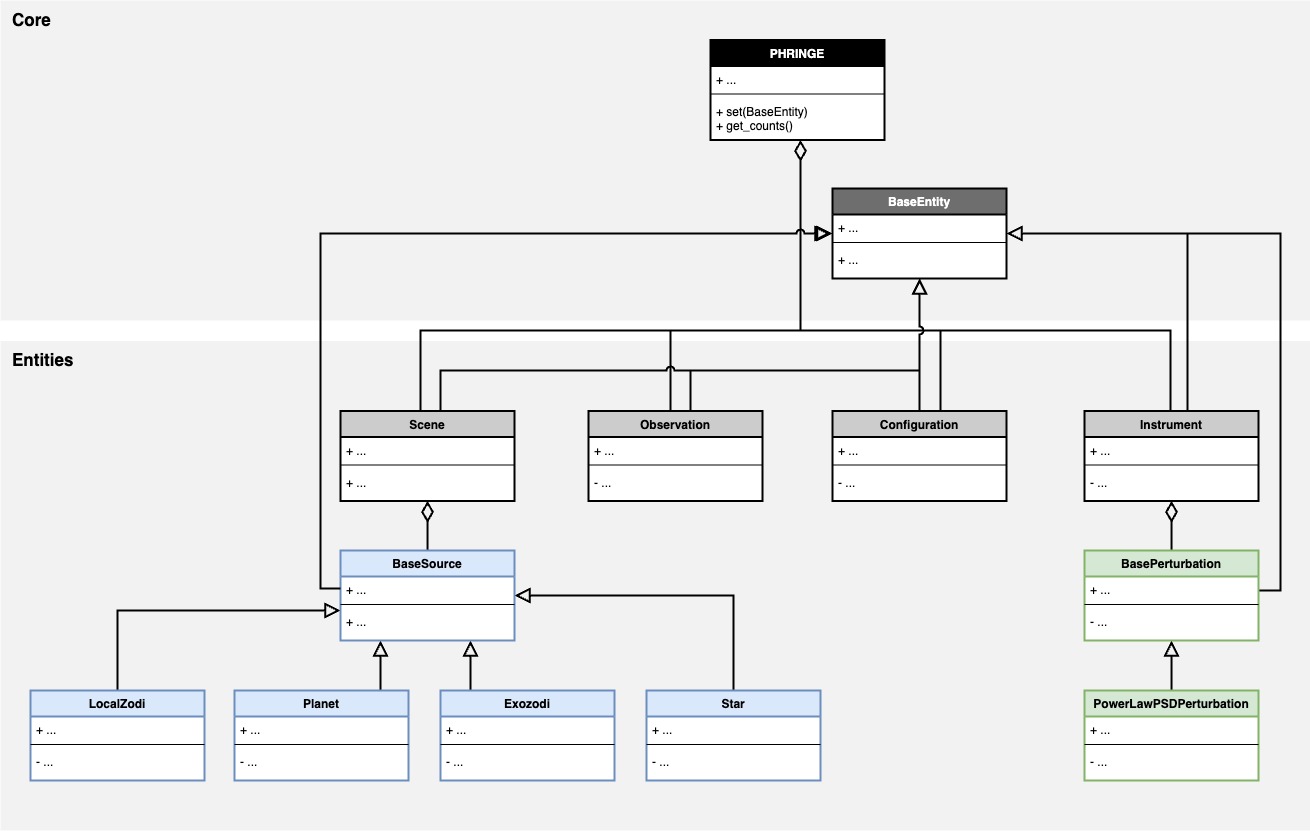 Core
PHRINGE
+ ...
+ set(BaseEntity)
+ get_counts()
BaseEntity
+ ...
+ ...
Entities
Scene
+ ...
+ ...
Observation
+ ...
- ...
Configuration
+ ...
- ...
Instrument
+ ...
- ...
BaseSource
+ ...
+ ...
BasePerturbation
+ ...
- ...
LocalZodi
+ ...
- ...
Planet
+ ...
- ...
Exozodi
+ ...
- ...
Star
+ ...
- ...
PowerLawPSDPerturbation
+ ...
- ...